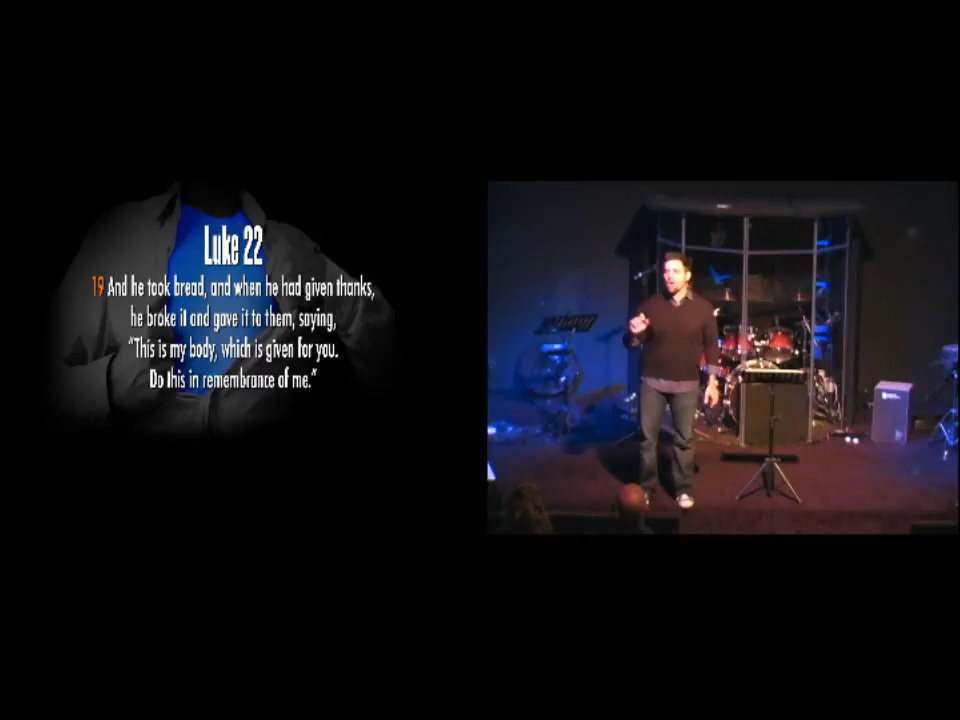 Luke 22
19 And he took bread, and when he had given thanks,
he broke it and gave it to them, saying,
“This is my body, which is given for you.
Do this in remembrance of me.”